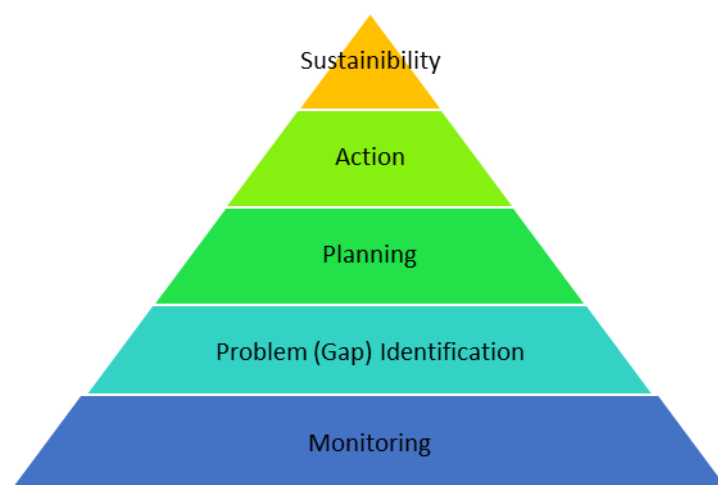 Sustainibility
Action
Planning
Problem (Gap) Identification
Monitoring